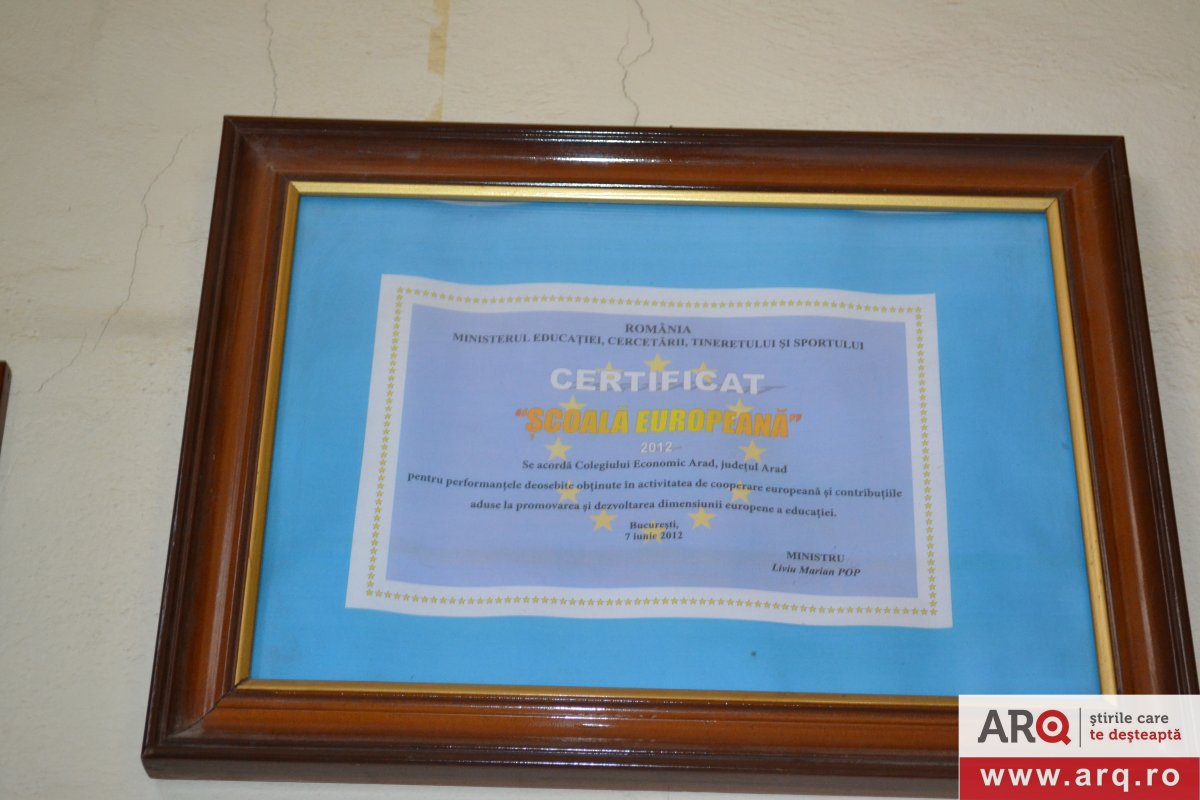 ROMÂNIA
MINISTERUL EDUCAȚIEI, CERCETĂRII, TINERETULUI ȘI SPORTULUI
CERTIFICAT
“ȘCOALĂ EUROPEANĂ”
2012
Se acordă Colegiului Economic Arad, județul Arad
pentru performanțele deosebite obținute în activitatea de cooperare europeană și contribuțiile
aduse la promovarea și dezvoltarea dimensiunii europene a educației.
București,
7 iunie 2012
MINISTRU
Liviu Marian POP
ARQ
știrile care
te deșteaptă
www.arq.ro